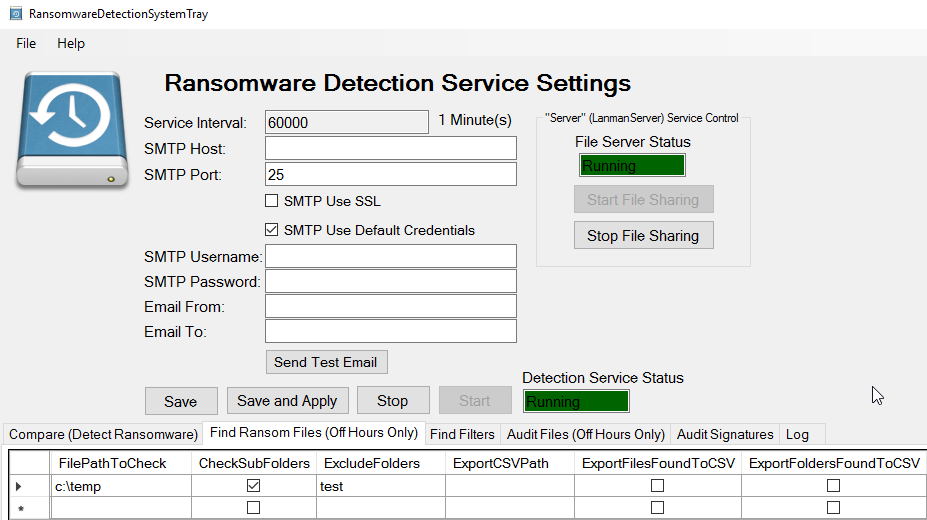 RansomwareDetectionSystemTray
File Help
Ransomware Detection Service Settings
Service Interval: 60000 1 Minute(s)
SMTP Host:
SMTP Port: 25
SMTP Use SSL
SMTP Use Default Credentials
SMTP Username:
SMTP Password:
Email From:
Email To:
Send Test Email
"Server" (LanmanServer) Service Control
File Server Status
Running
Start File Sharing
Stop File Sharing
Detection Service Status
Save Save and Apply Stop Start Running
Compare (Detect Ransomware) Find Ransom Files (Off Hours Only) Find Filters Audit Files (Off Hours Only) Audit Signatures Log
FilePathToCheck CheckSubFolders ExcludeFolders ExportCSVPath ExportFilesFoundToCSV ExportFoldersFoundToCSV
c:\temp test